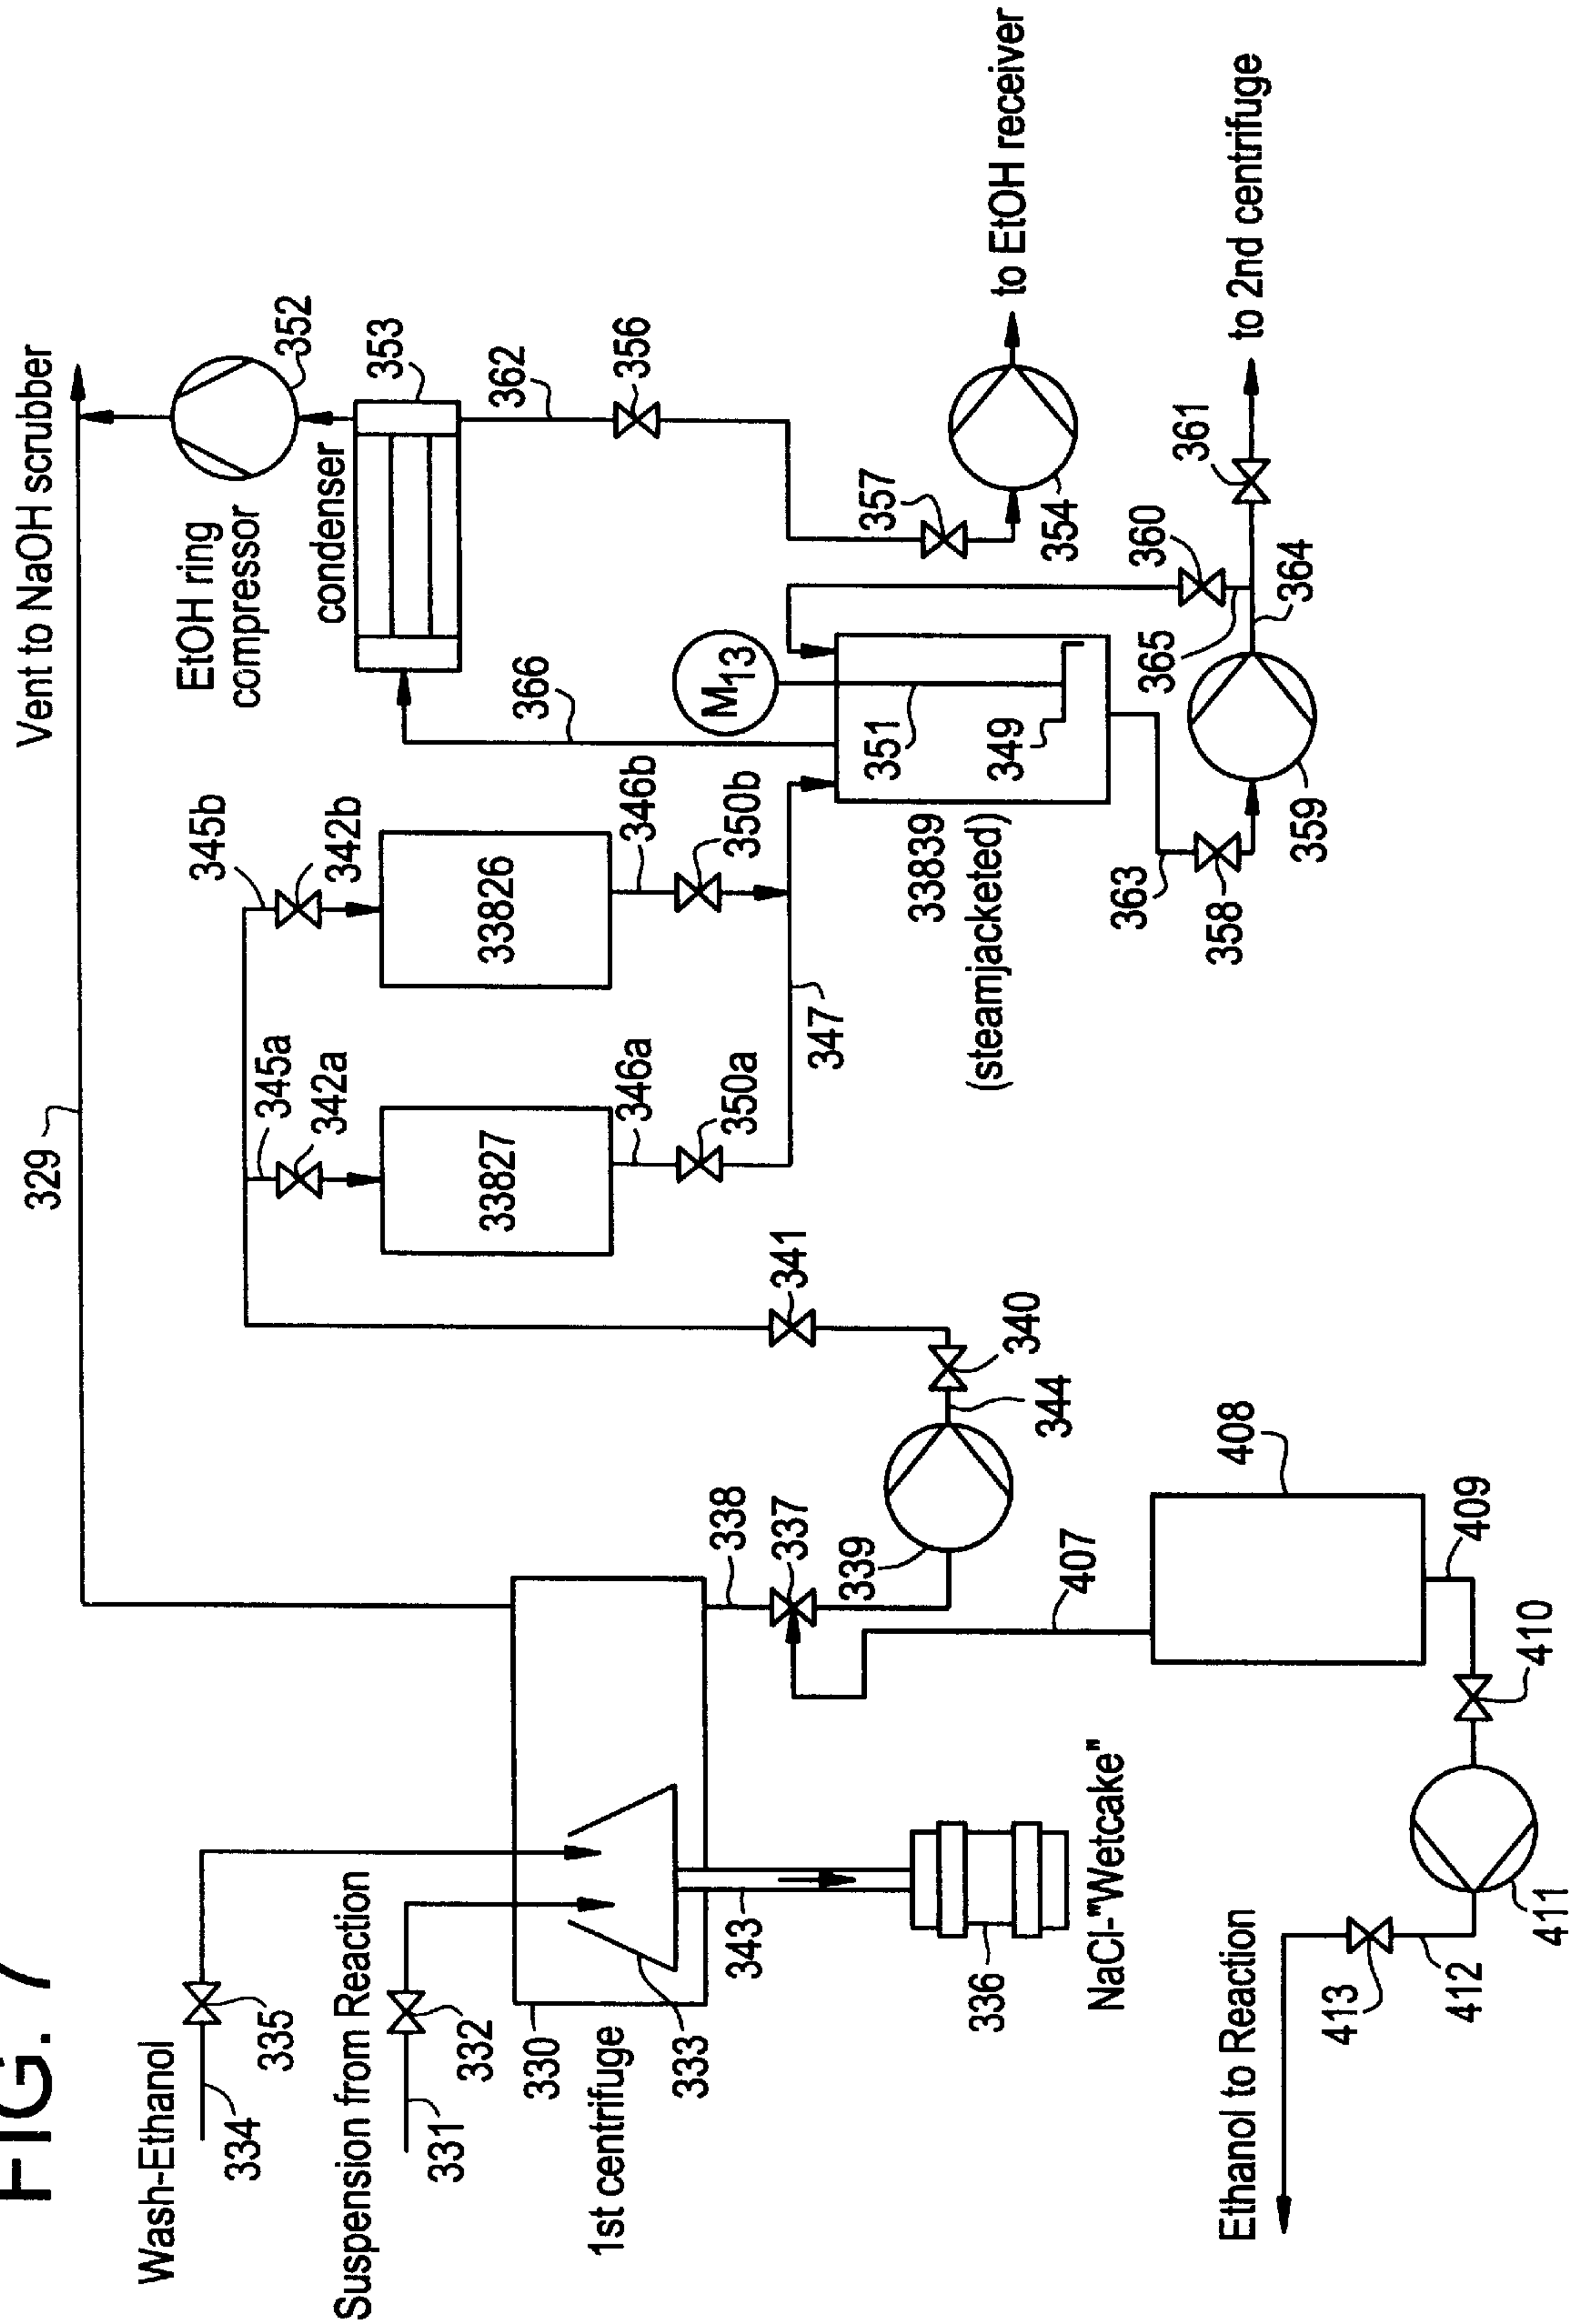 FIG. 7
Vent to NaOH scrubber
329
EtOH ring
compressor
352
condenser
353
362
356
366
345b
342b
345a
342a
33826
33827
346b
350b
346a
350a
347
M13
351
349
33839
(steamjacketed)
357
354
to EtOH receiver
360
361
to 2nd centrifuge
365
364
363
358
359
341
340
344
339
338
337
407
408
409
410
411
412
413
Ethanol to Reaction
Wash-Ethanol
334
335
Suspension from Reaction
331
332
330
1st centrifuge
333
343
336
NaCl-"Wetcake"